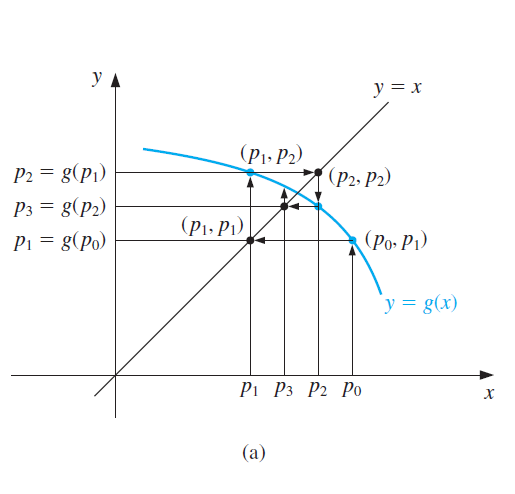 y
y = x
(p₁, p₂)
p₂ = g(p₁)
(p₂, p₂)
p₃ = g(p₂)
(p₁, p₁)
p₁ = g(p₀)
(p₀, p₁)
y = g(x)
p₁ p₃ p₂ p₀
x
(a)